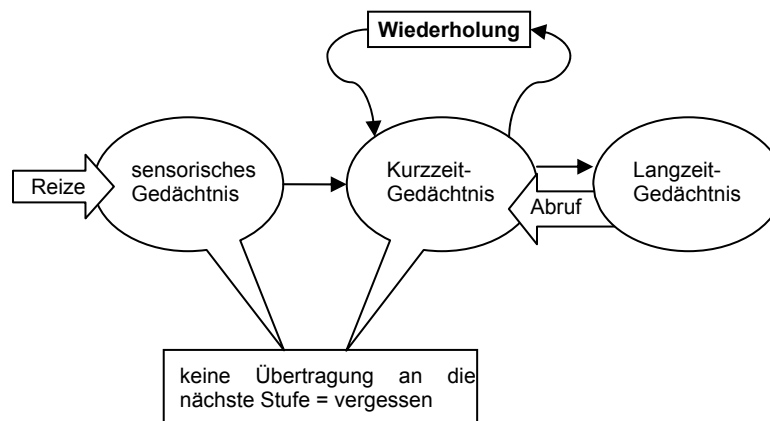 Wiederholung
Reize
sensorisches
Gedächtnis
Kurzzeit-
Gedächtnis
Abruf
Langzeit-
Gedächtnis
keine Übertragung an die
nächste Stufe = vergessen